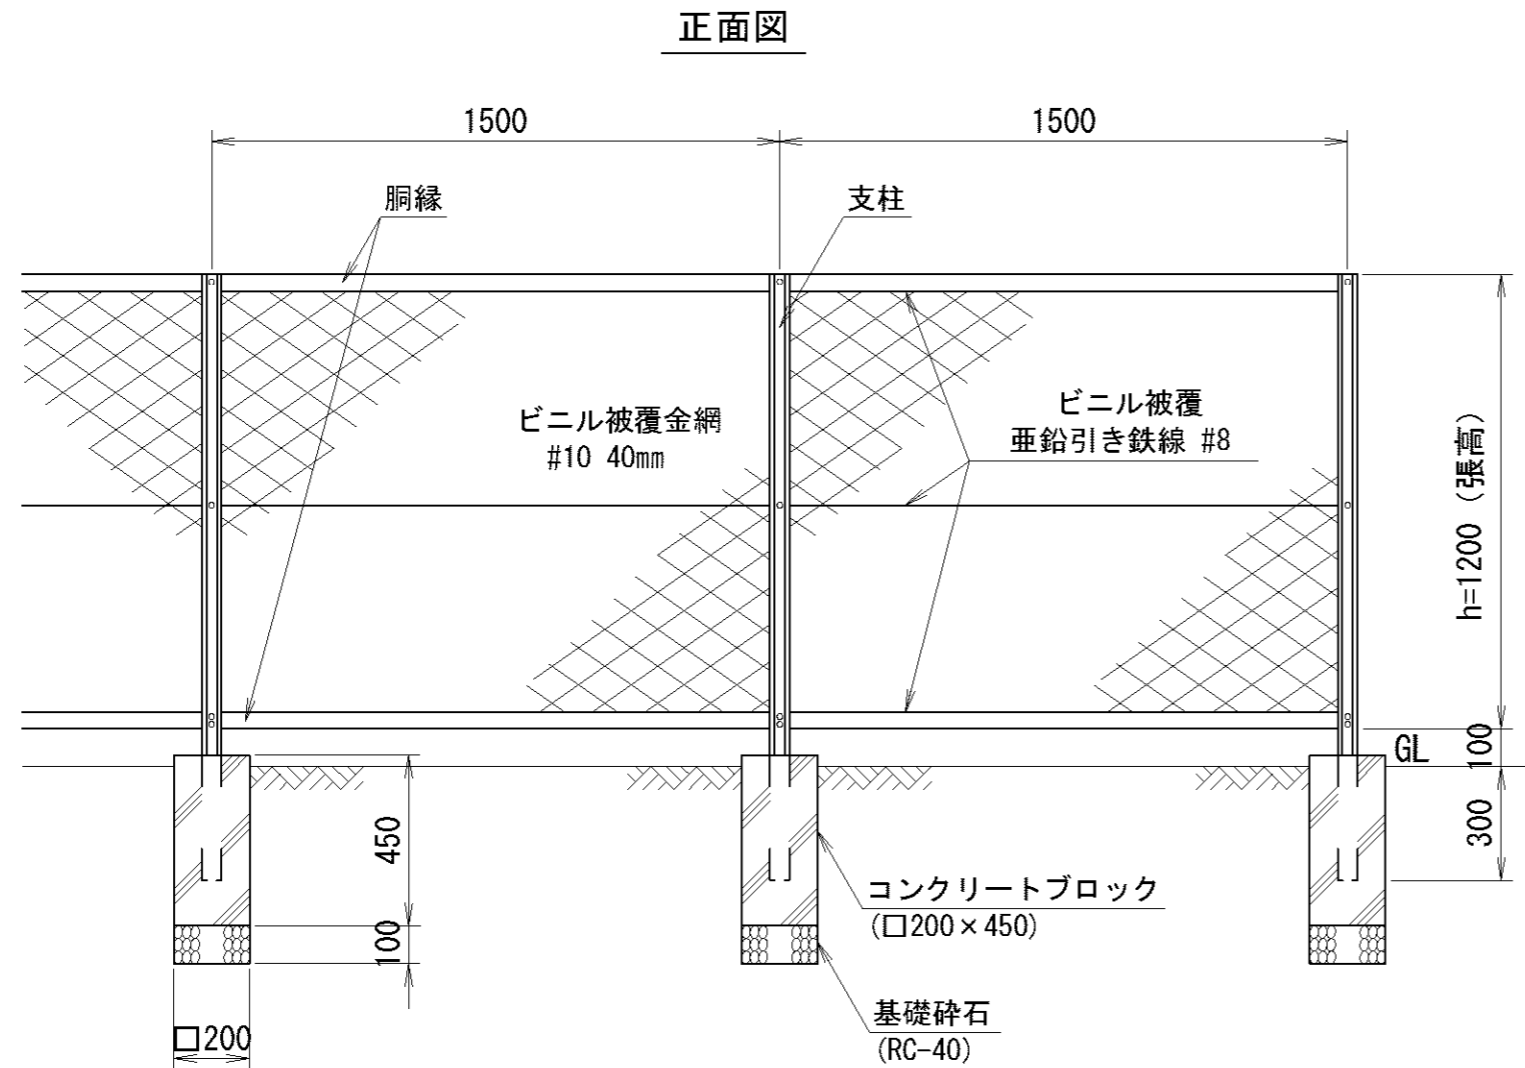 正面図
1500
1500
胴縁
支柱
ビニル被覆金網
#10 40mm
ビニル被覆
亜鉛引き鉄線 #8
h=1200 (張高)
GL
100
300
450
100
コンクリートブロック
(□200×450)
基礎砕石
(RC-40)
□200